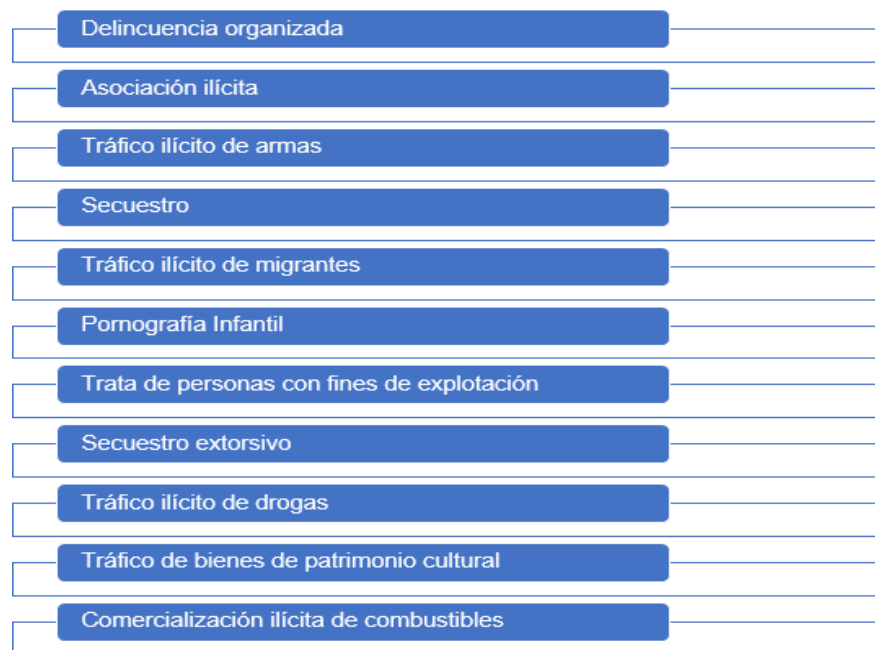 Delincuencia organizada
Asociación ilícita
Tráfico ilícito de armas
Secuestro
Tráfico ilícito de migrantes
Pornografía Infantil
Trata de personas con fines de explotación
Secuestro extorsivo
Tráfico ilícito de drogas
Tráfico de bienes de patrimonio cultural
Comercialización ilícita de combustibles